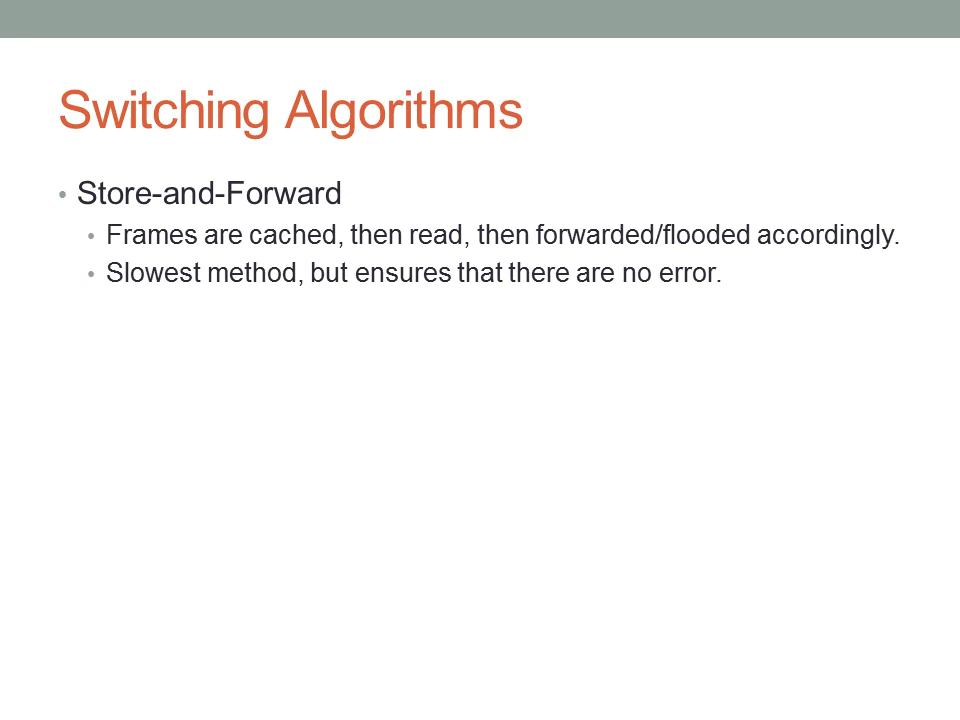 Switching Algorithms
• Store-and-Forward
• Frames are cached, then read, then forwarded/flooded accordingly.
• Slowest method, but ensures that there are no error.